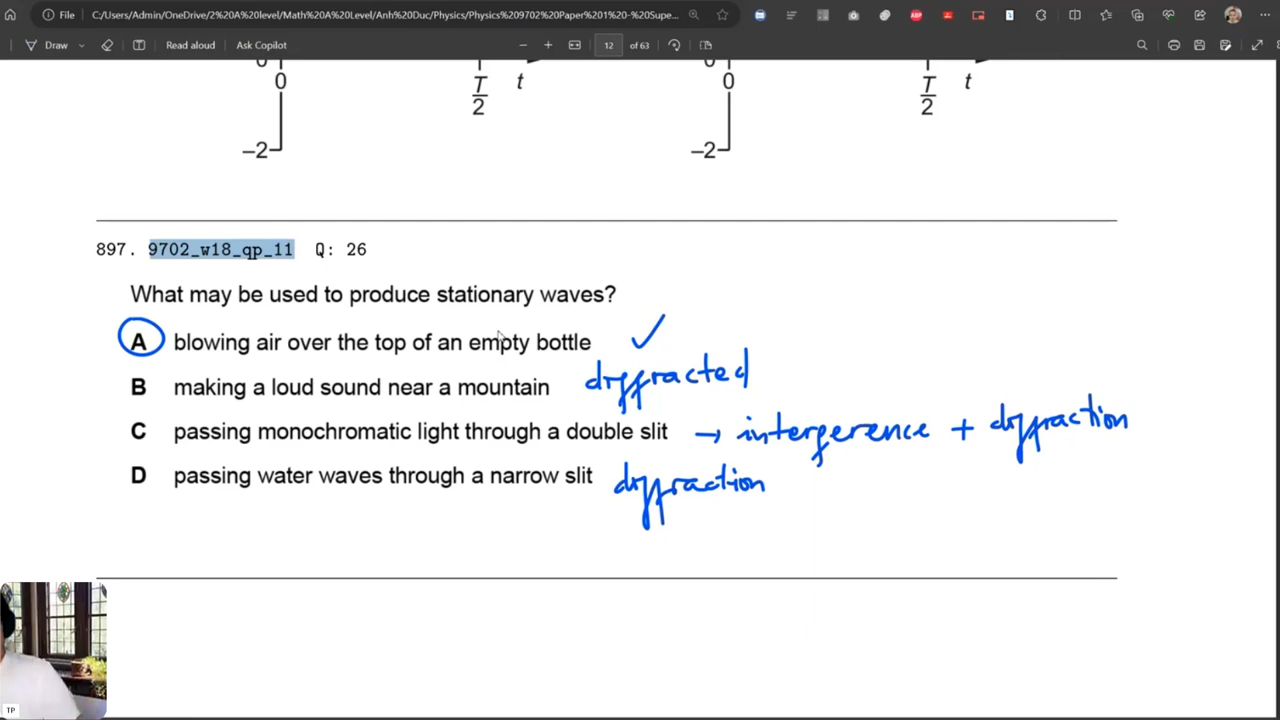 File
C:/Users/Admin/OneDrive/2%20A%20level/Math%20A%20Level/Anh%20Duc/Physics/Physics%209702%20Paper%201%20-%20Supe...
Draw
Read aloud
Ask Copilot
12
of 63
0
0
T
2
t
-2
0
0
T
2
t
-2
897. 9702_w18_qp_11 Q: 26
What may be used to produce stationary waves?
A blowing air over the top of an empty bottle ✓
B making a loud sound near a mountain diffracted
C passing monochromatic light through a double slit → interference + diffraction
D passing water waves through a narrow slit diffraction
TP